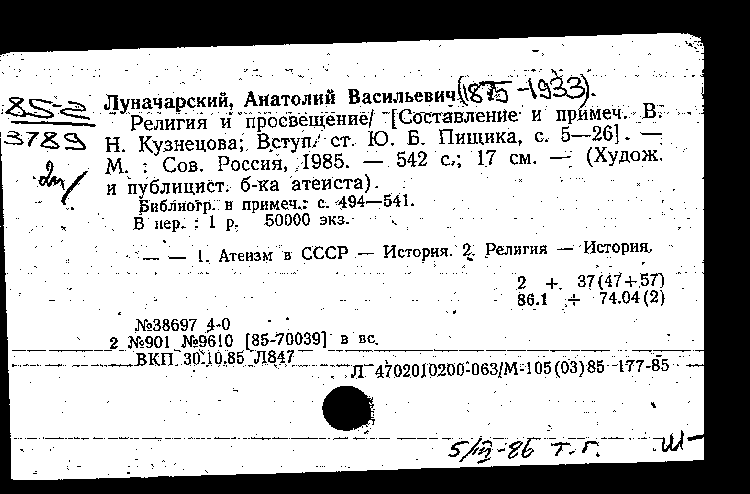 Луначарский, Анатолий Васильевич (1875-1933).
85-2
Религия и просвещение/ [Составление и примеч. В.
3789
Н. Кузнецова; Вступ. ст. Ю. Б. Пищика, с. 5—26]. —
М. : Сов. Россия, 1985. — 542 с.; 17 см. — (Худож.
и публицист. б-ка атеиста).
Библиогр. в примеч.: с. 494—541.
В пер. : 1 р. 50000 экз.
— — 1. Атеизм в СССР — История. 2. Религия — История.
2 + 37(47+57)
86.1 + 74.04(2)
№38697 4-0
2 №901 №9610 [85-70039] в вс.
ВКП 30.10.85 Л847
Л 4702010200-063/М-105(03)85 177-85
5/III-86 т. г. Ш-